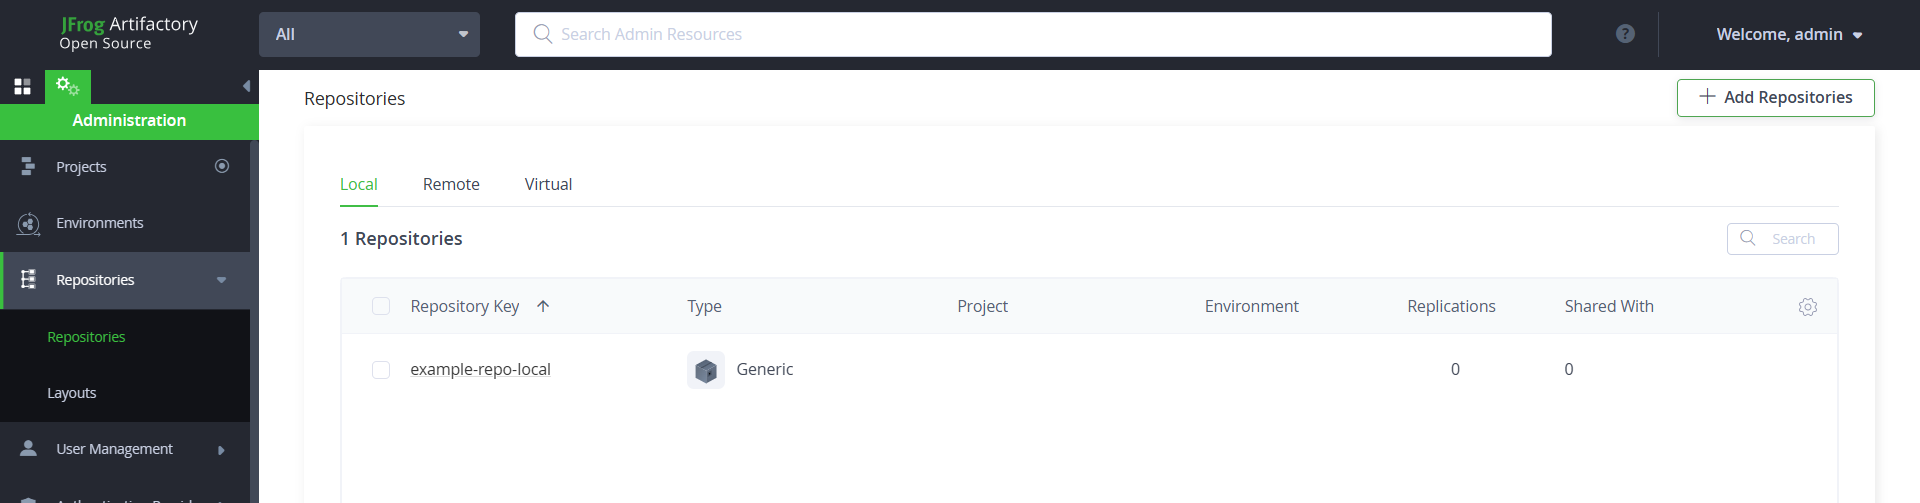 JFrog Artifactory
Open Source
All
Search Admin Resources
?
Welcome, admin
Administration
Projects
Environments
Repositories
Repositories
Layouts
User Management
Repositories
Add Repositories
Local Remote Virtual
1 Repositories
Search
Repository Key Type Project Environment Replications Shared With
example-repo-local Generic 0 0